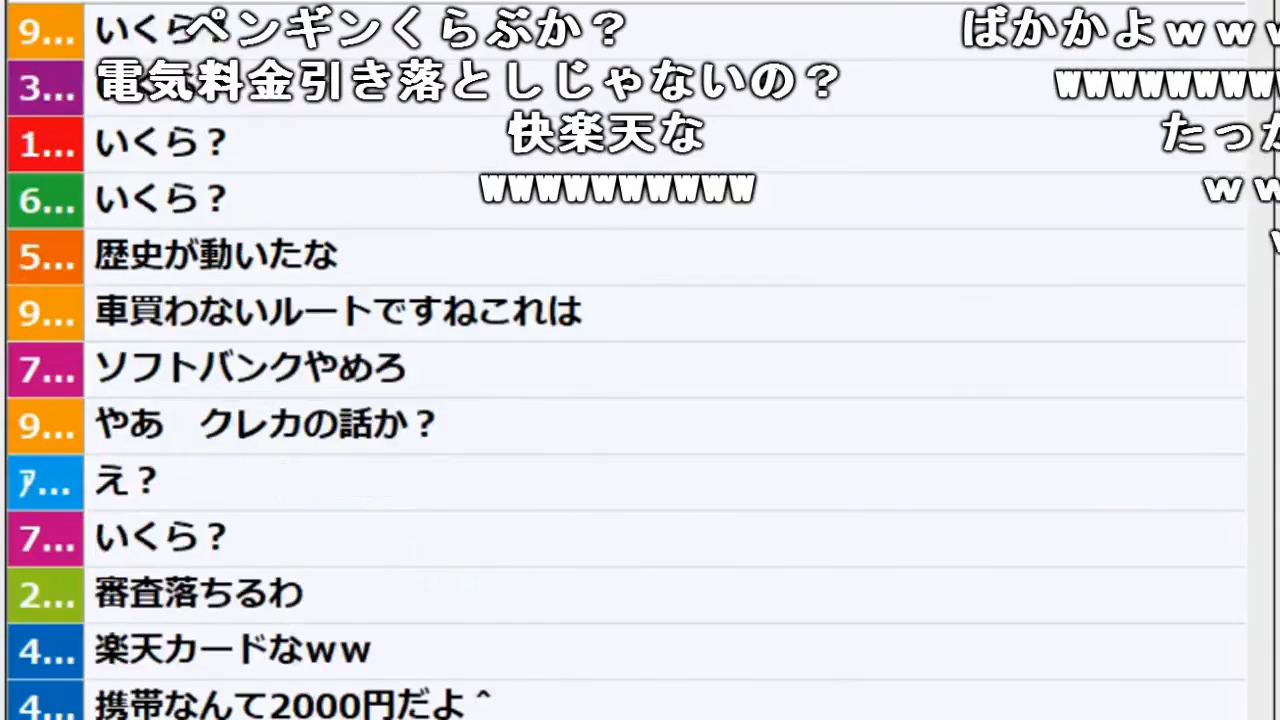 9... いくら？
ペンギンくらぶか？
ばかかよｗｗｗ
3...
電気料金引き落としじゃないの？
wwwwwwwww
1... いくら？
快楽天な
たっか
6... いくら？
wwwwwwwwww
ｗｗ
5... 歴史が動いたな
9... 車買わないルートですねこれは
7... ソフトバンクやめろ
9... やあ　クレカの話か？
ｱ... え？
7... いくら？
2... 審査落ちるわ
4... 楽天カードなｗｗ
4... 携帯なんて2000円だよ＾